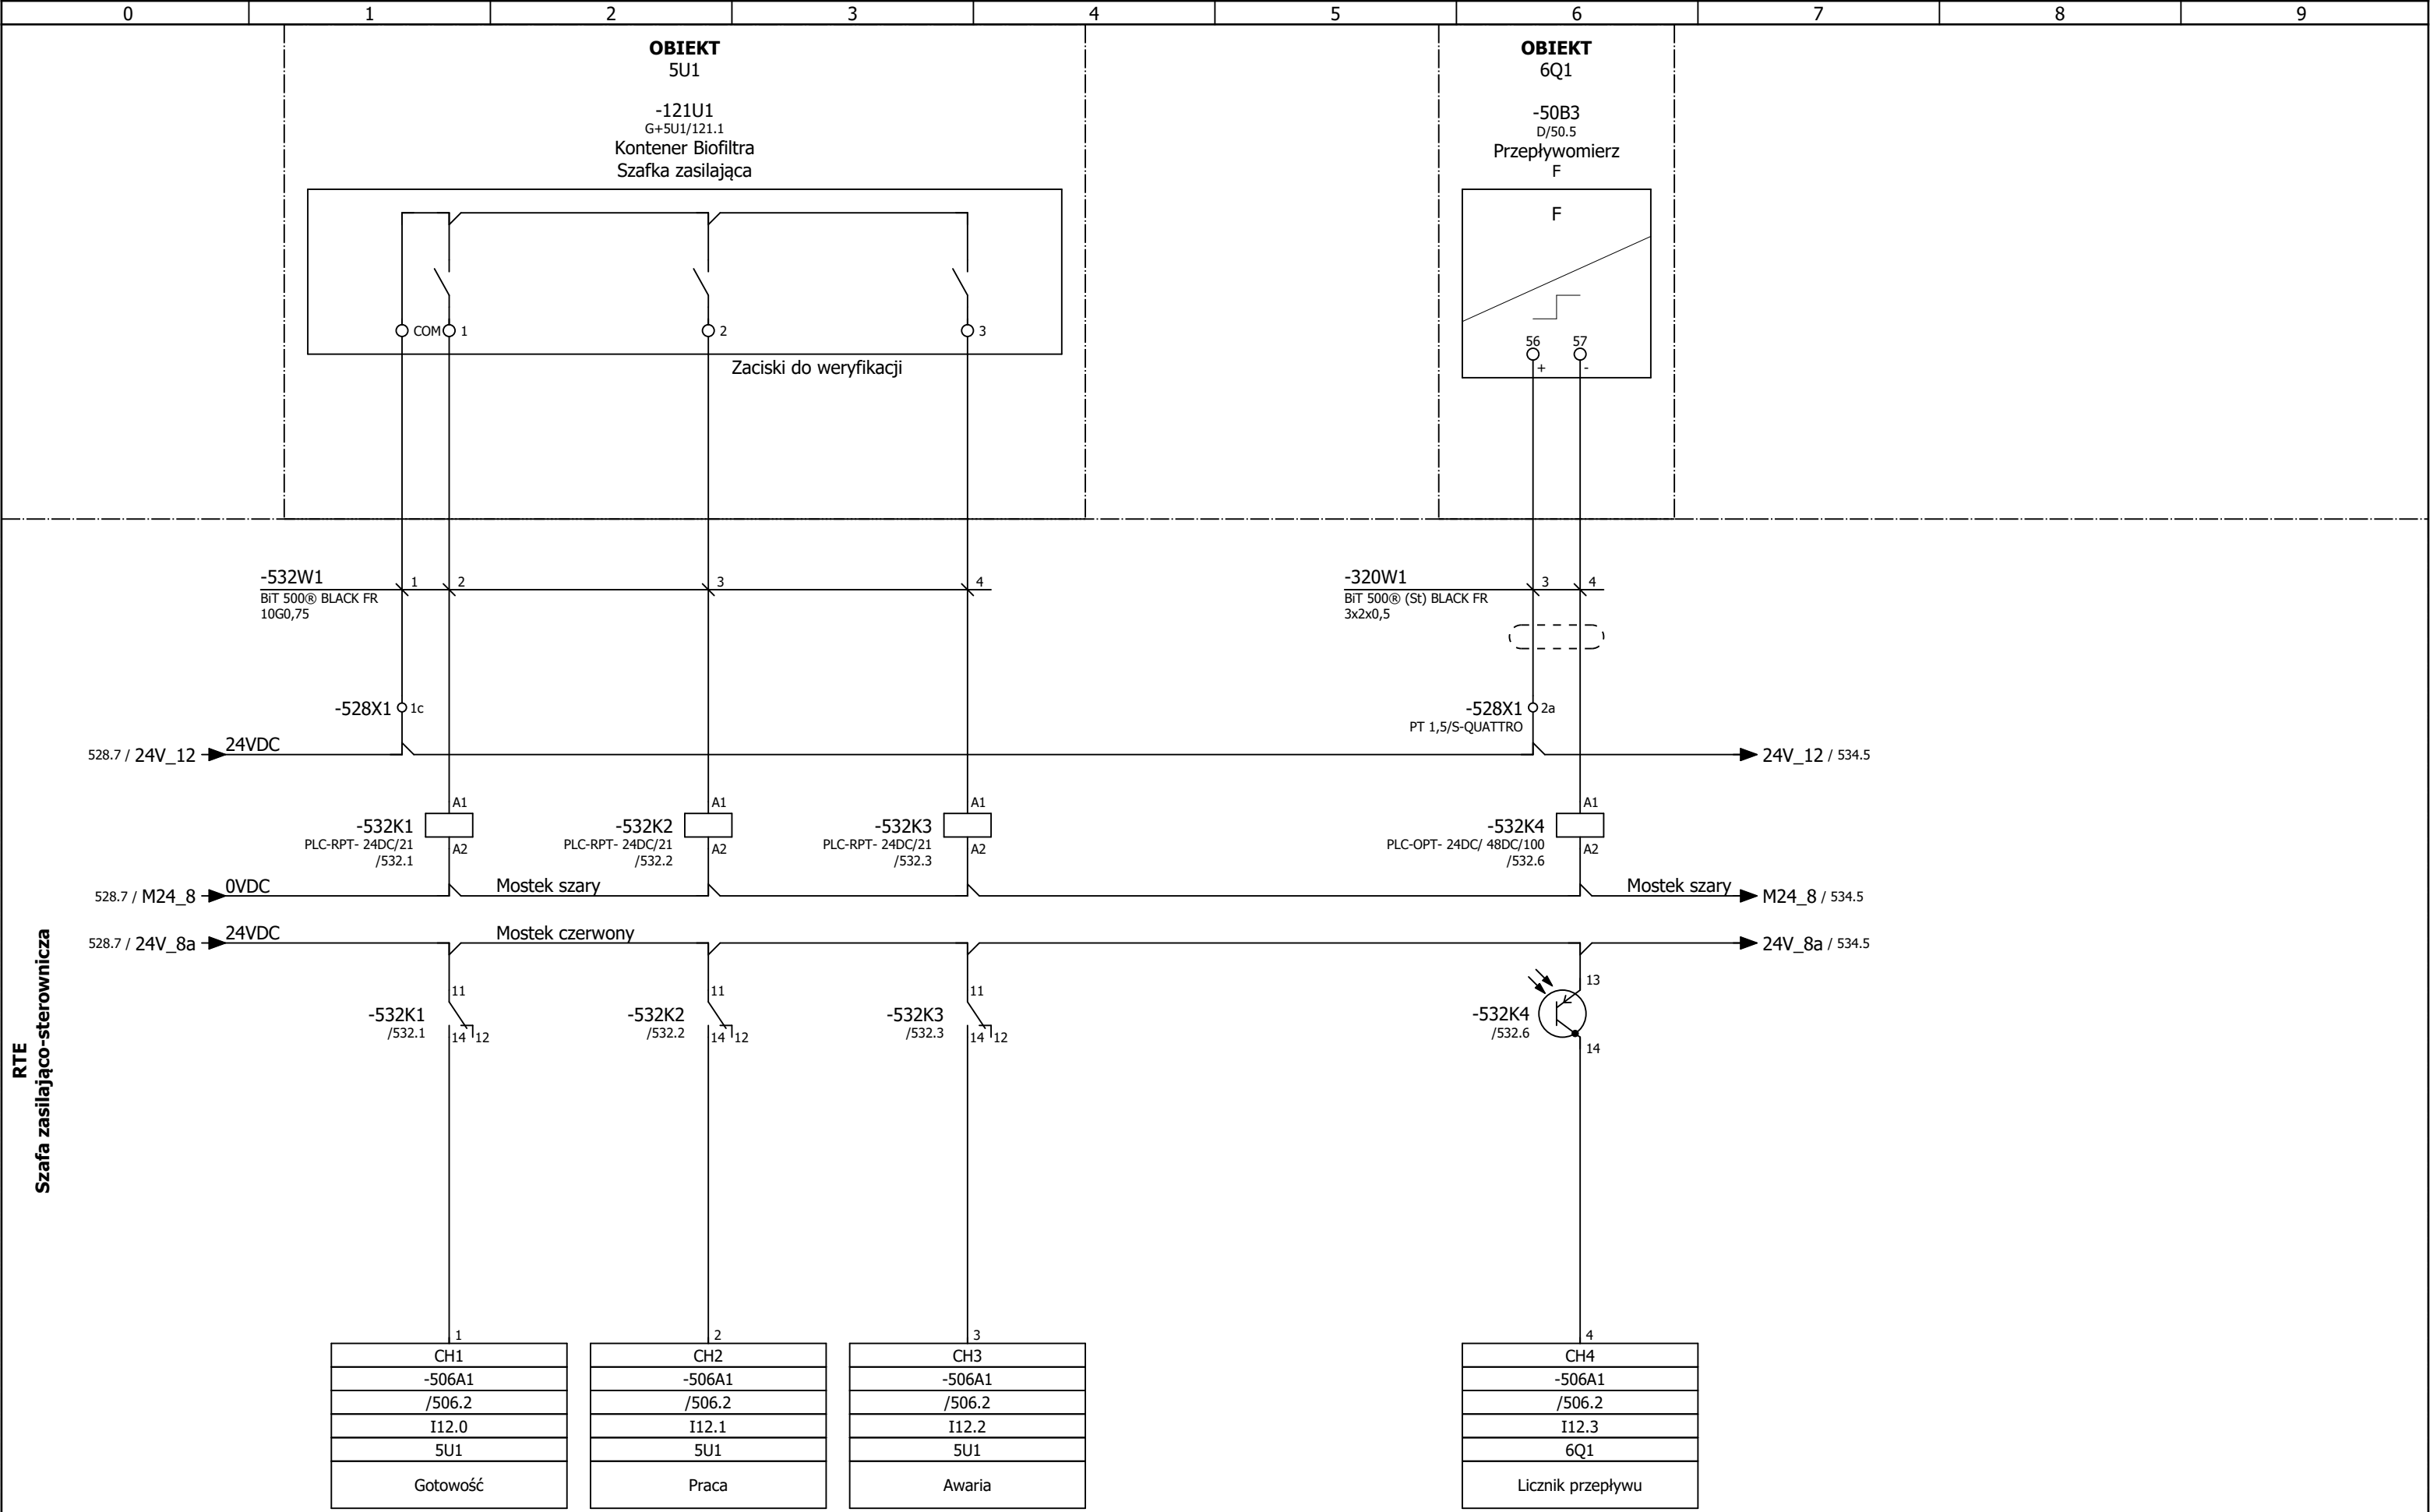 0 1 2 3 4 5 6 7 8 9
OBIEKT
5U1
-121U1
G+5U1/121.1
Kontener Biofiltra
Szafka zasilająca
COM 1 2 3
Zaciski do weryfikacji
OBIEKT
6Q1
-50B3
D/50.5
Przepływomierz
F
F
56 57
+ -
-532W1 1 2 3 4
BiT 500® BLACK FR
10G0,75
-320W1 3 4
BiT 500® (St) BLACK FR
3x2x0,5
-528X1 1c
-528X1 2a
PT 1,5/S-QUATTRO
528.7 / 24V_12 24VDC 24V_12 / 534.5
A1
-532K1
PLC-RPT- 24DC/21
A2
/532.1
A1
-532K2
PLC-RPT- 24DC/21
A2
/532.2
A1
-532K3
PLC-RPT- 24DC/21
A2
/532.3
A1
-532K4
PLC-OPT- 24DC/ 48DC/100
A2
/532.6
528.7 / M24_8 0VDC Mostek szary Mostek szary M24_8 / 534.5
528.7 / 24V_8a 24VDC Mostek czerwony 24V_8a / 534.5
11
-532K1
/532.1
14 12
11
-532K2
/532.2
14 12
11
-532K3
/532.3
14 12
13
-532K4
/532.6
14
RTE
Szafa zasilająco-sterownicza
1
CH1
-506A1
/506.2
I12.0
5U1
Gotowość
2
CH2
-506A1
/506.2
I12.1
5U1
Praca
3
CH3
-506A1
/506.2
I12.2
5U1
Awaria
4
CH4
-506A1
/506.2
I12.3
6Q1
Licznik przepływu